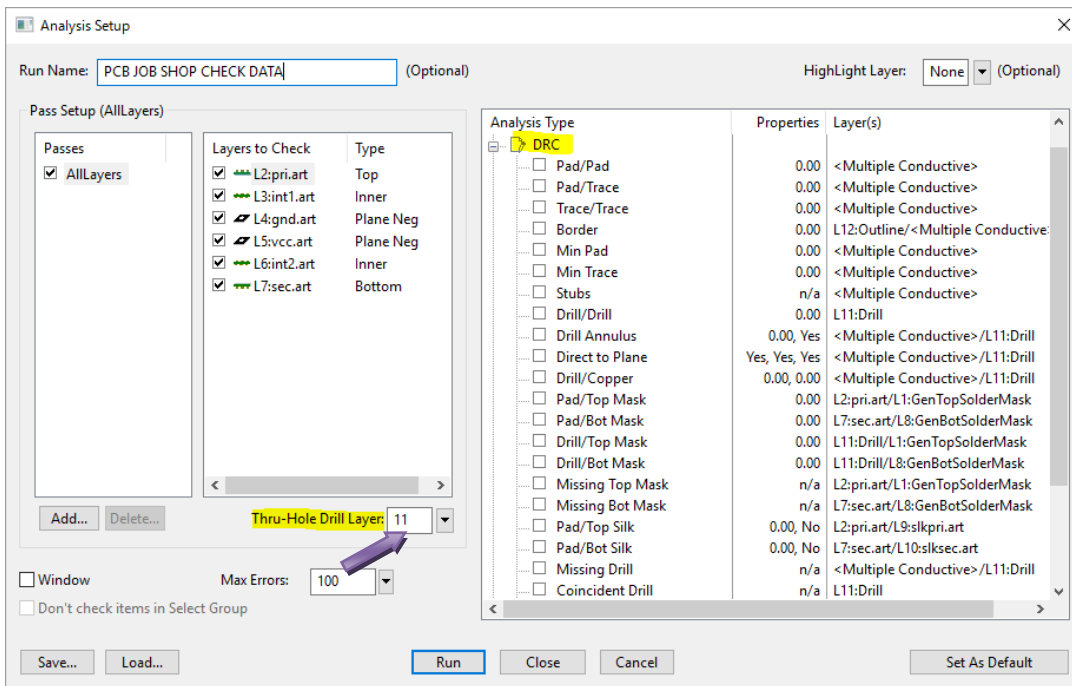 Analysis Setup
Run Name: PCB JOB SHOP CHECK DATA (Optional) HighLight Layer: None (Optional)
Pass Setup (AllLayers)
Passes
AllLayers
Layers to Check Type
L2:pri.art Top
L3:int1.art Inner
L4:gnd.art Plane Neg
L5:vcc.art Plane Neg
L6:int2.art Inner
L7:sec.art Bottom
Add... Delete... Thru-Hole Drill Layer: 11
Window Max Errors: 100
Don't check items in Select Group
Analysis Type Properties Layer(s)
DRC
Pad/Pad 0.00 <Multiple Conductive>
Pad/Trace 0.00 <Multiple Conductive>
Trace/Trace 0.00 <Multiple Conductive>
Border 0.00 L12:Outline/<Multiple Conductive
Min Pad 0.00 <Multiple Conductive>
Min Trace 0.00 <Multiple Conductive>
Stubs n/a <Multiple Conductive>
Drill/Drill 0.00 L11:Drill
Drill Annulus 0.00, Yes <Multiple Conductive>/L11:Drill
Direct to Plane Yes, Yes, Yes <Multiple Conductive>/L11:Drill
Drill/Copper 0.00, 0.00 <Multiple Conductive>/L11:Drill
Pad/Top Mask 0.00 L2:pri.art/L1:GenTopSolderMask
Pad/Bot Mask 0.00 L7:sec.art/L8:GenBotSolderMask
Drill/Top Mask 0.00 L11:Drill/L1:GenTopSolderMask
Drill/Bot Mask 0.00 L11:Drill/L8:GenBotSolderMask
Missing Top Mask n/a L2:pri.art/L1:GenTopSolderMask
Missing Bot Mask n/a L7:sec.art/L8:GenBotSolderMask
Pad/Top Silk 0.00, No L2:pri.art/L9:slkpri.art
Pad/Bot Silk 0.00, No L7:sec.art/L10:slksec.art
Missing Drill n/a <Multiple Conductive>/L11:Drill
Coincident Drill n/a L11:Drill
Save... Load... Run Close Cancel Set As Default